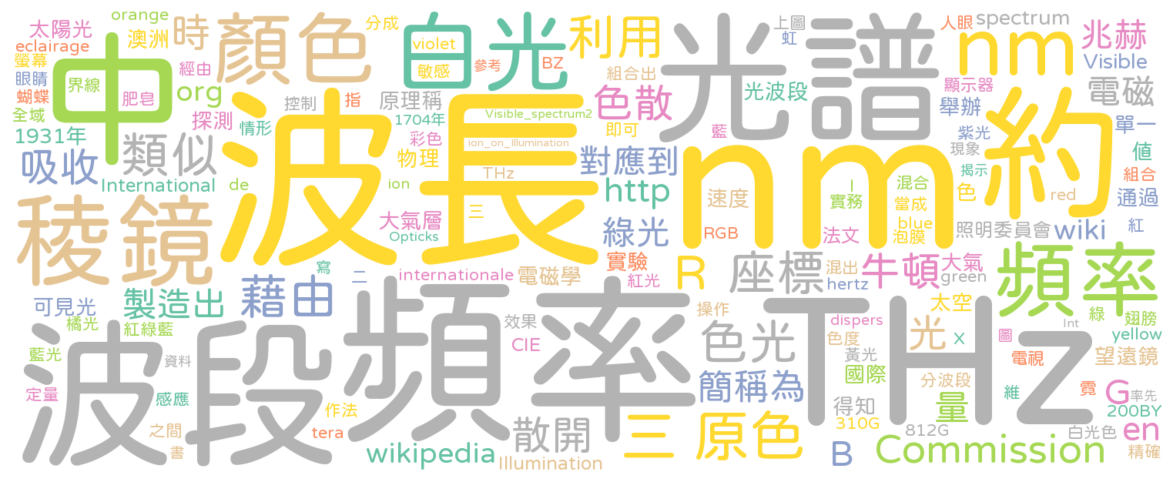 orange
太陽光
澳洲
時
分成
eclairage
螢幕
眼睛
蝴蝶
全域
1931年
界線
中
肥皂
經由
org
探測
顏色
violet
敏感
白光
參考
BZ
利用
控制
指
情形
原理稱
1704年
彩色
物理
Visible_spectrum2
ion_on_Illumination
THz
組合出
色散
即可
上圖
虹
光波段
藍
光譜
人眼
spectrum
nm
兆赫
Visible
顯示器
電磁
舉辦
紫光
現象
揭示
單一
值
組合
通過
吸收
類似
International
de
ion
波長
大氣層
Opicks
三
對應到
http
綠光
nm
速度
RGB
實務
法文
混合
當成
blue
泡膜
色
約
red
照明委員會
wiki
紅
稜鏡
可見光
製造出
藉由
二
寫
internationale
電磁學
實驗
紅光
R
座標
混出
hertz
牛頓
大氣
green
頻率
橘光
紅綠藍
藍光
資料
定量
感應
之間
書
作法
tera
波段
頻率
效果
CIE
操作
色光
色度
dispers
黃光
國際
太空
光
x
分波段
量
THz
Int
綠
圖
翅膀
yellow
電視
望遠鏡
維
霓
G
率先
200BY
白光色
en
精確
簡稱為
得知
310G
812G
散開
三原色
B
Commission
wikipedia
Illumination